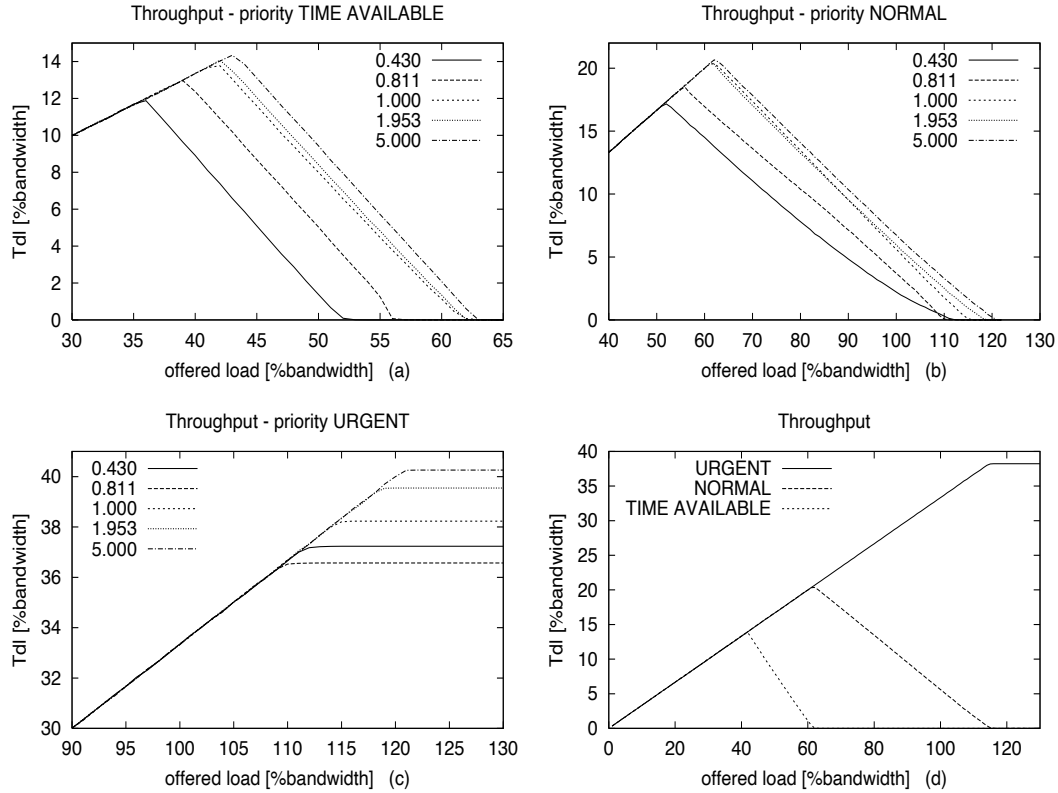 Throughput - priority TIME AVAILABLE
14
12
10
8
6
4
2
0
Tdl [%bandwidth]
0.430
0.811
1.000
1.953
5.000
30 35 40 45 50 55 60 65
offered load [%bandwidth] (a)
Throughput - priority NORMAL
20
15
10
5
0
Tdl [%bandwidth]
0.430
0.811
1.000
1.953
5.000
40 50 60 70 80 90 100 110 120 130
offered load [%bandwidth] (b)
Throughput - priority URGENT
40
38
36
34
32
30
Tdl [%bandwidth]
0.430
0.811
1.000
1.953
5.000
90 95 100 105 110 115 120 125 130
offered load [%bandwidth] (c)
Throughput
40
35
30
25
20
15
10
5
0
Tdl [%bandwidth]
URGENT
NORMAL
TIME AVAILABLE
0 20 40 60 80 100 120
offered load [%bandwidth] (d)